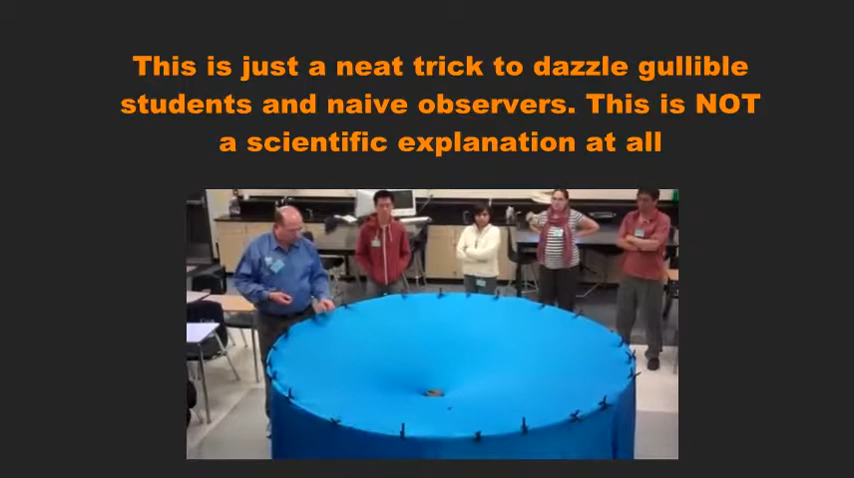 This is just a neat trick to dazzle gullible
students and naive observers. This is NOT
a scientific explanation at all